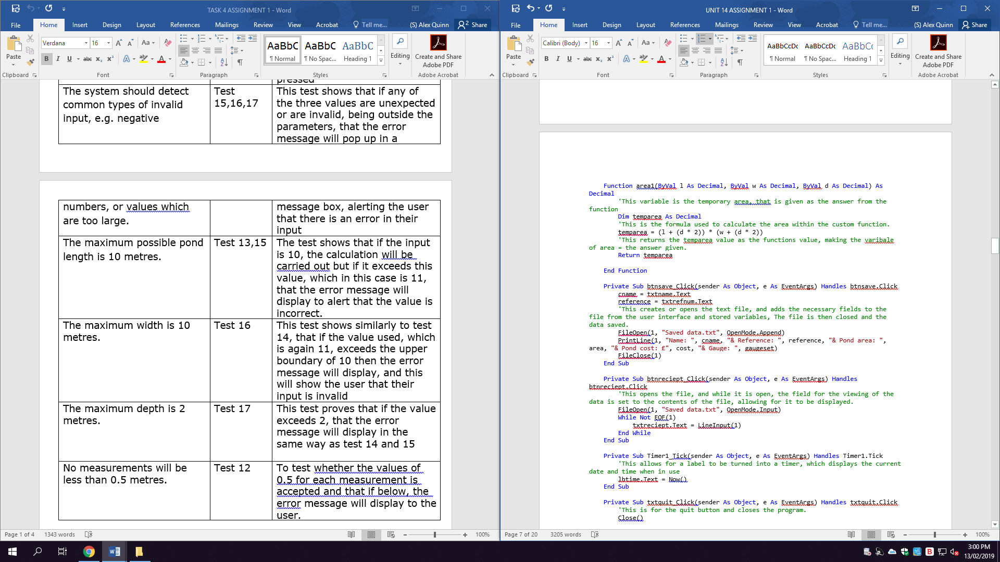 TASK 4 ASSIGNMENT 1 - Word
File Home Insert Design Layout References Mailings Review View Acrobat Tell me... (S) Alex Quinn Share
Verdana 16
Paste
Clipboard
Font
Paragraph
AaBbC AaBbC AaBbC
¶ Normal ¶ No Spac... Heading 1
Styles
Editing
Create and Share
Adobe PDF
Adobe Acrobat
pressed
The system should detect
common types of invalid
input, e.g. negative
Test
15,16,17
This test shows that if any of
the three values are unexpected
or are invalid, being outside the
parameters, that the error
message will pop up in a
numbers, or values which
are too large.
message box, alerting the user
that there is an error in their
input
The maximum possible pond
length is 10 metres.
Test 13,15
The test shows that if the input
is 10, the calculation will be
carried out but if it exceeds this
value, which in this case is 11,
that the error message will
display to alert that the value is
incorrect.
The maximum width is 10
metres.
Test 16
This test shows similarly to test
14, that if the value used, which
is again 11, exceeds the upper
boundary of 10 then the error
message will display, and this
will show the user that their
input is invalid
The maximum depth is 2
metres.
Test 17
This test proves that if the value
exceeds 2, that the error
message will display in the
same way as test 14 and 15
No measurements will be
less than 0.5 metres.
Test 12
To test whether the values of
0.5 for each measurement is
accepted and that if below, the
error message will display to the
user.
Page 1 of 4 1343 words 100%
UNIT 14 ASSIGNMENT 1 - Word
File Home Insert Design Layout References Mailings Review View Acrobat Tell me... (S) Alex Quinn Share
Calibri (Body) 16
Paste
Clipboard
Font
Paragraph
AaBbCcDc AaBbCcDc AaBbCc
¶ Normal ¶ No Spac... Heading 1
Styles
Editing
Create and Share
Adobe PDF
Adobe Acrobat
Function area1(ByVal l As Decimal, ByVal w As Decimal, ByVal d As Decimal) As
Decimal
'This variable is the temporary area, that is given as the answer from the
function
Dim temparea As Decimal
'This is the formula used to calculate the area within the custom function.
temparea = (l + (d * 2)) * (w + (d * 2))
'This returns the temparea value as the functions value, making the varibale
of area = the answer given.
Return temparea
End Function
Private Sub btnsave_Click(sender As Object, e As EventArgs) Handles btnsave.Click
cname = txtname.Text
reference = txtrefnum.Text
'This creates or opens the text file, and adds the necessary fields to the
file from the user interface and stored variables, The file is then closed and the
data saved.
FileOpen(1, "Saved data.txt", OpenMode.Append)
PrintLine(1, "Name: ", cname, "& Reference: ", reference, "& Pond area: ",
area, "& Pond cost: £", cost, "& Gauge: ", gaugeset)
FileClose(1)
End Sub
Private Sub btnreciept_Click(sender As Object, e As EventArgs) Handles
btnreciept.Click
'This opens the file, and while it is open, the field for the viewing of the
data is set to the contents of the file, allowing for it to be displayed.
FileOpen(1, "Saved data.txt", OpenMode.Input)
While Not EOF(1)
txtreciept.Text = LineInput(1)
End While
End Sub
Private Sub Timer1_Tick(sender As Object, e As EventArgs) Handles Timer1.Tick
'This allows for a label to be turned into a timer, which displays the current
date and time when in use
lbtime.Text = Now()
End Sub
Private Sub txtquit_Click(sender As Object, e As EventArgs) Handles txtquit.Click
'This is for the quit button and closes the program.
Close()
Page 7 of 20 3205 words 100%
3:00 PM
13/02/2019